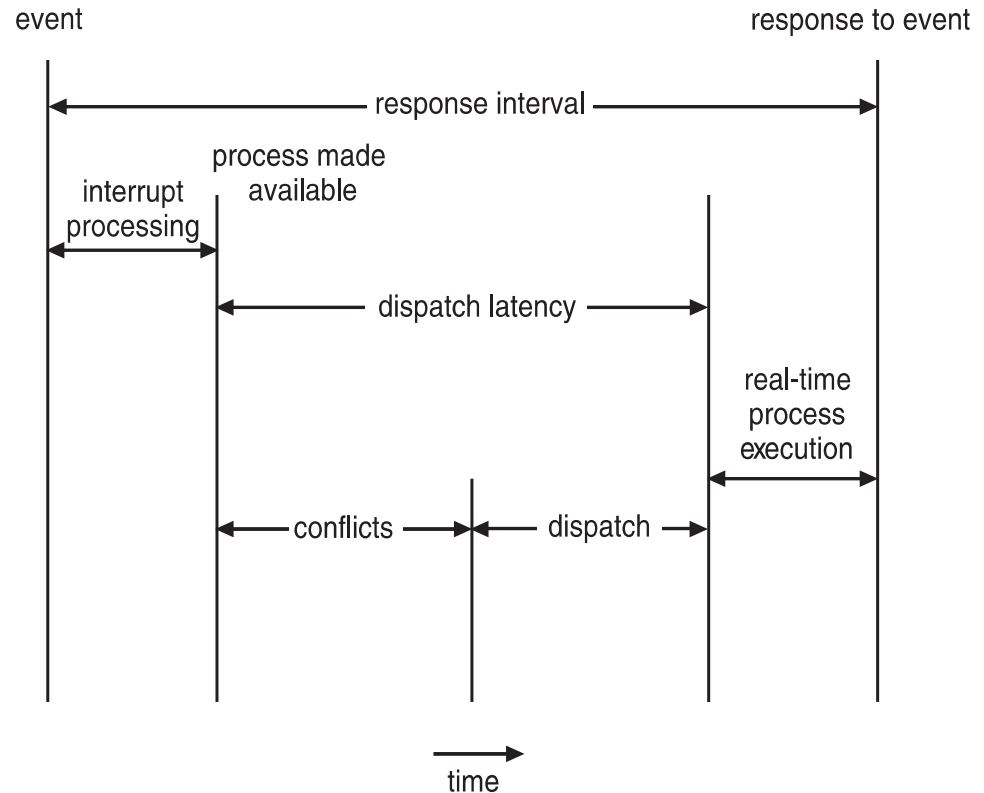 event
response to event
response interval
process made
available
interrupt
processing
dispatch latency
real-time
process
execution
conflicts
dispatch
time